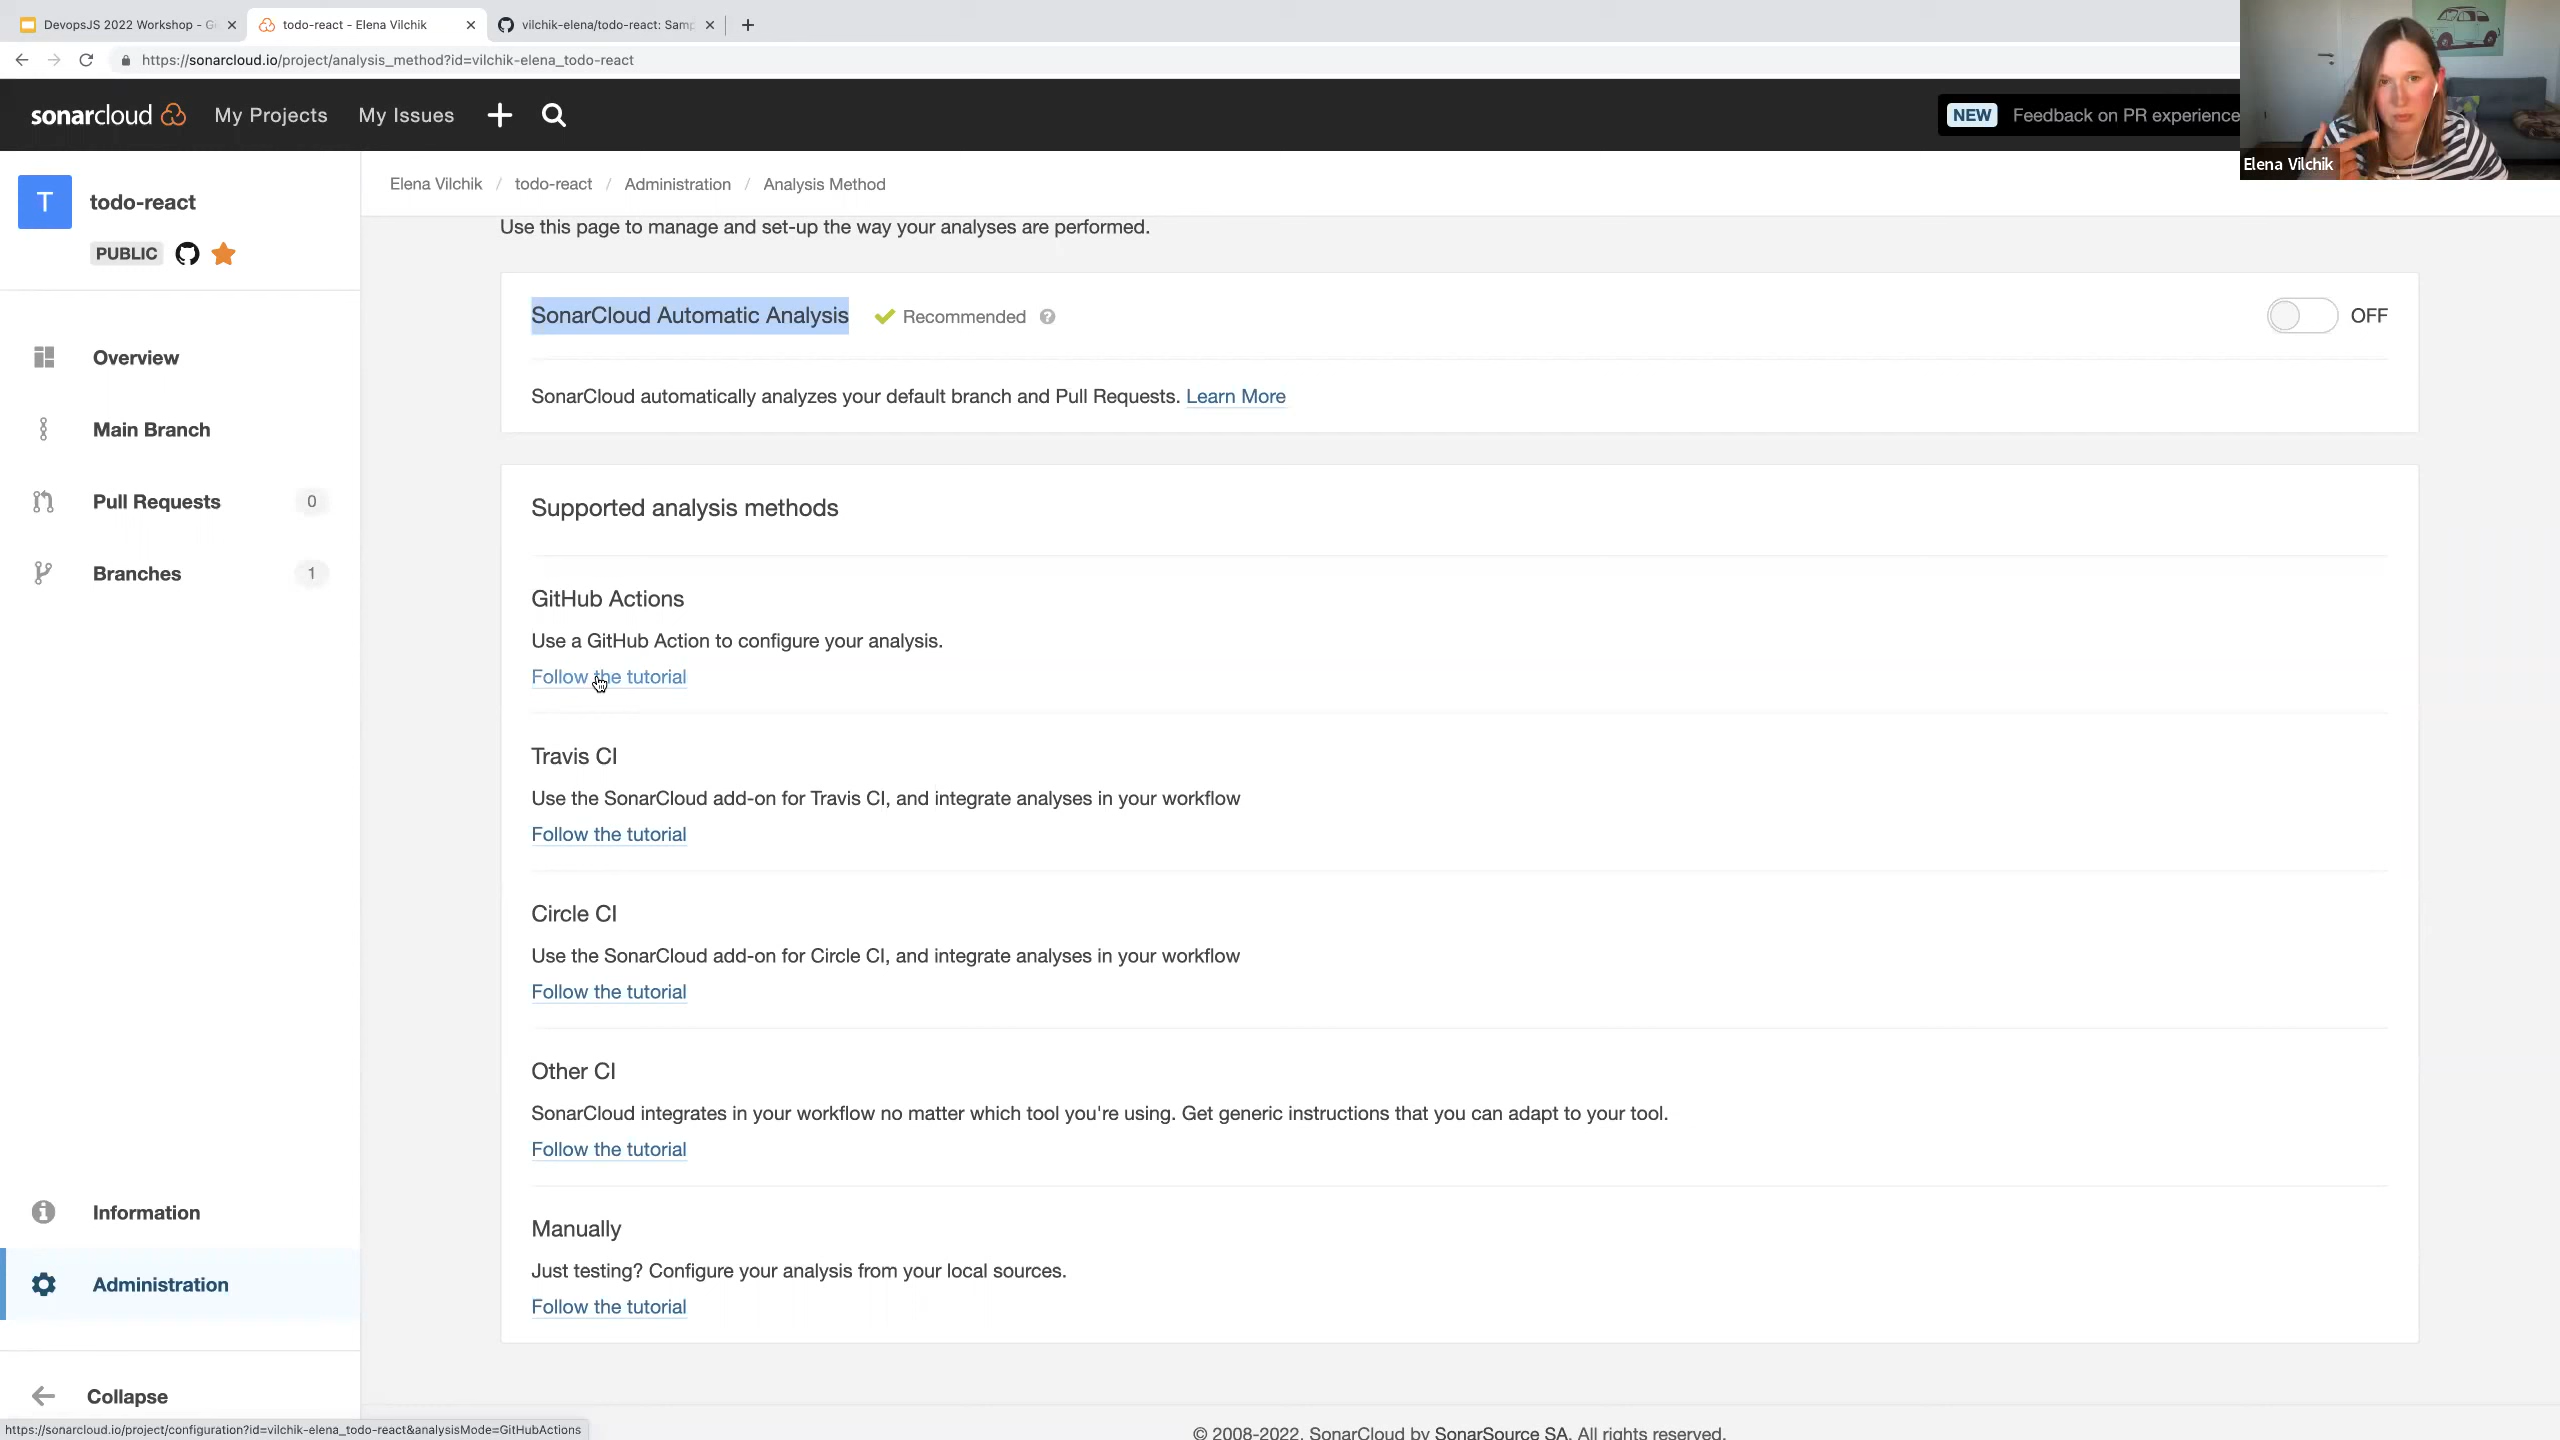 DevopsJS 2022 Workshop - G
todo-react - Elena Vilchik
vilchik-elena/todo-react: Samp
https://sonarcloud.io/project/analysis_method?id=vilchik-elena_todo-react
sonarcloud
My Projects
My Issues
NEW
Feedback on PR experience
Elena Vilchik
T
todo-react
PUBLIC
Elena Vilchik / todo-react / Administration / Analysis Method
Use this page to manage and set-up the way your analyses are performed.
SonarCloud Automatic Analysis
Recommended
OFF
SonarCloud automatically analyzes your default branch and Pull Requests. Learn More
Overview
Main Branch
Pull Requests 0
Branches 1
Supported analysis methods
GitHub Actions
Use a GitHub Action to configure your analysis.
Follow the tutorial
Travis CI
Use the SonarCloud add-on for Travis CI, and integrate analyses in your workflow
Follow the tutorial
Circle CI
Use the SonarCloud add-on for Circle CI, and integrate analyses in your workflow
Follow the tutorial
Other CI
SonarCloud integrates in your workflow no matter which tool you're using. Get generic instructions that you can adapt to your tool.
Follow the tutorial
Manually
Just testing? Configure your analysis from your local sources.
Follow the tutorial
Information
Administration
Collapse
https://sonarcloud.io/project/configuration?id=vilchik-elena_todo-react&analysisMode=GitHubActions
© 2008-2022, SonarCloud by SonarSource SA. All rights reserved.